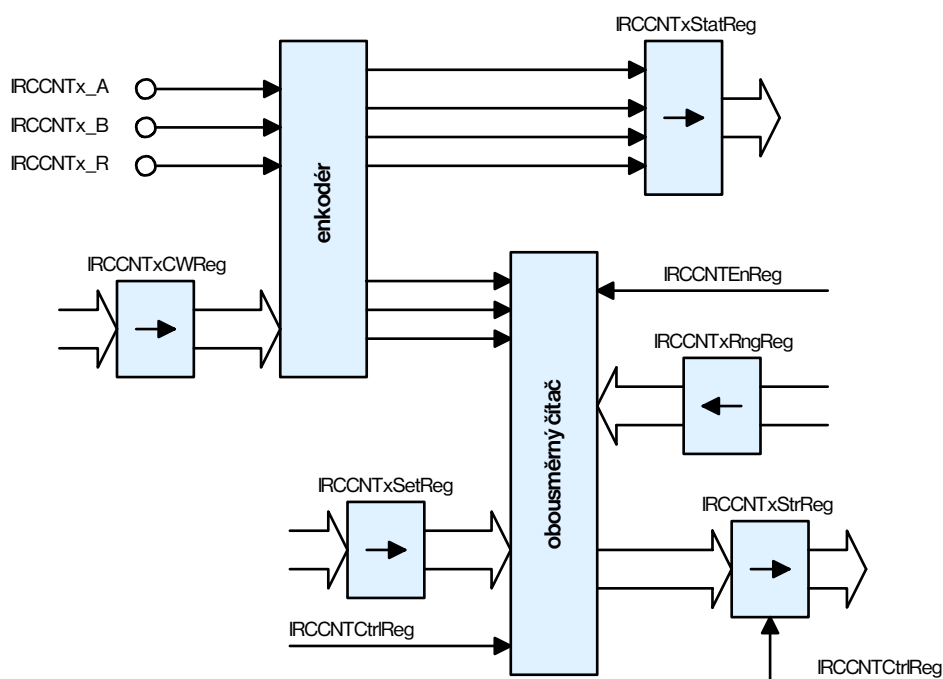 IRCCNTxStatReg
IRCCNTx_A
IRCCNTx_B
IRCCNTx_R
enkodér
IRCCNTxCWReg
IRCCNTEnReg
IRCCNTxRngReg
obousměrný čítač
IRCCNTxSetReg
IRCCNTxStrReg
IRCCNTCtrlReg
IRCCNTCtrlReg